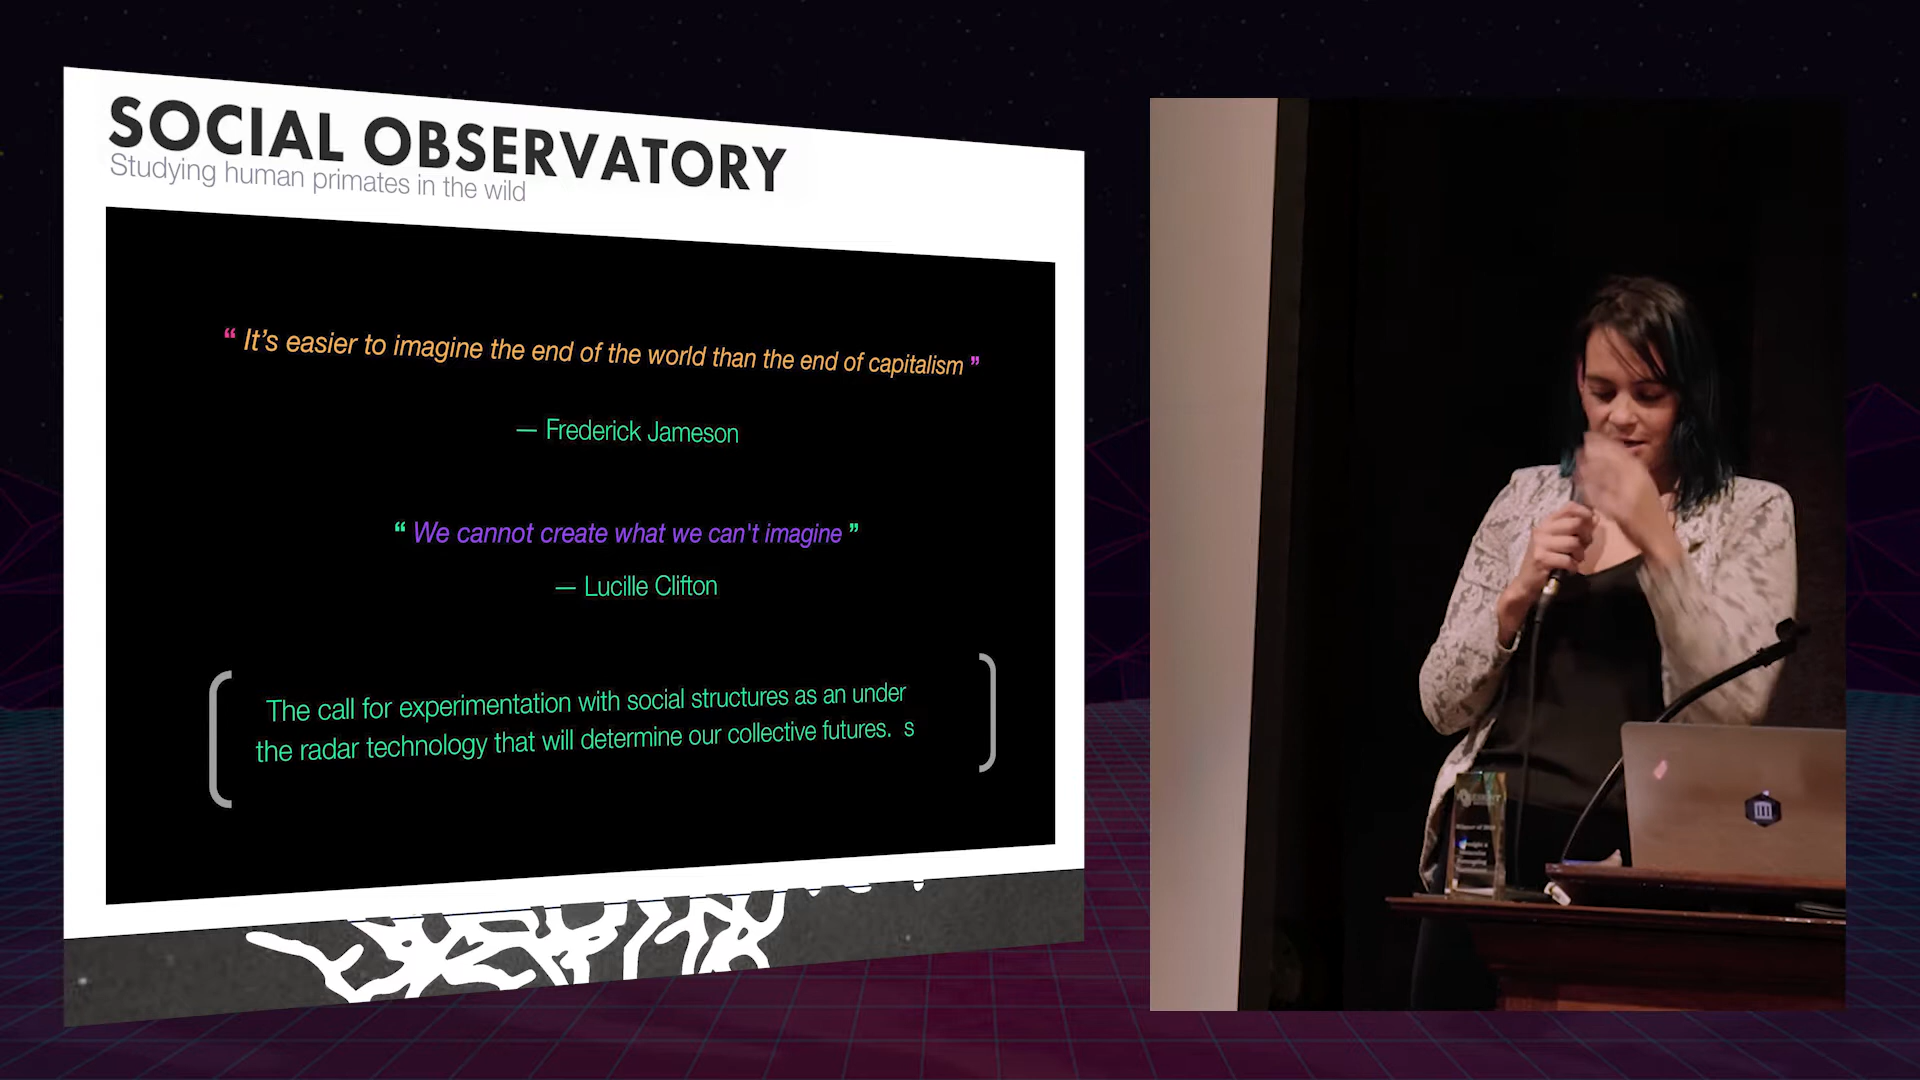 SOCIAL OBSERVATORY
Studying human primates in the wild
“ It’s easier to imagine the end of the world than the end of capitalism ”
— Frederick Jameson
“ We cannot create what we can't imagine ”
— Lucille Clifton
The call for experimentation with social structures as an under
the radar technology that will determine our collective futures. s